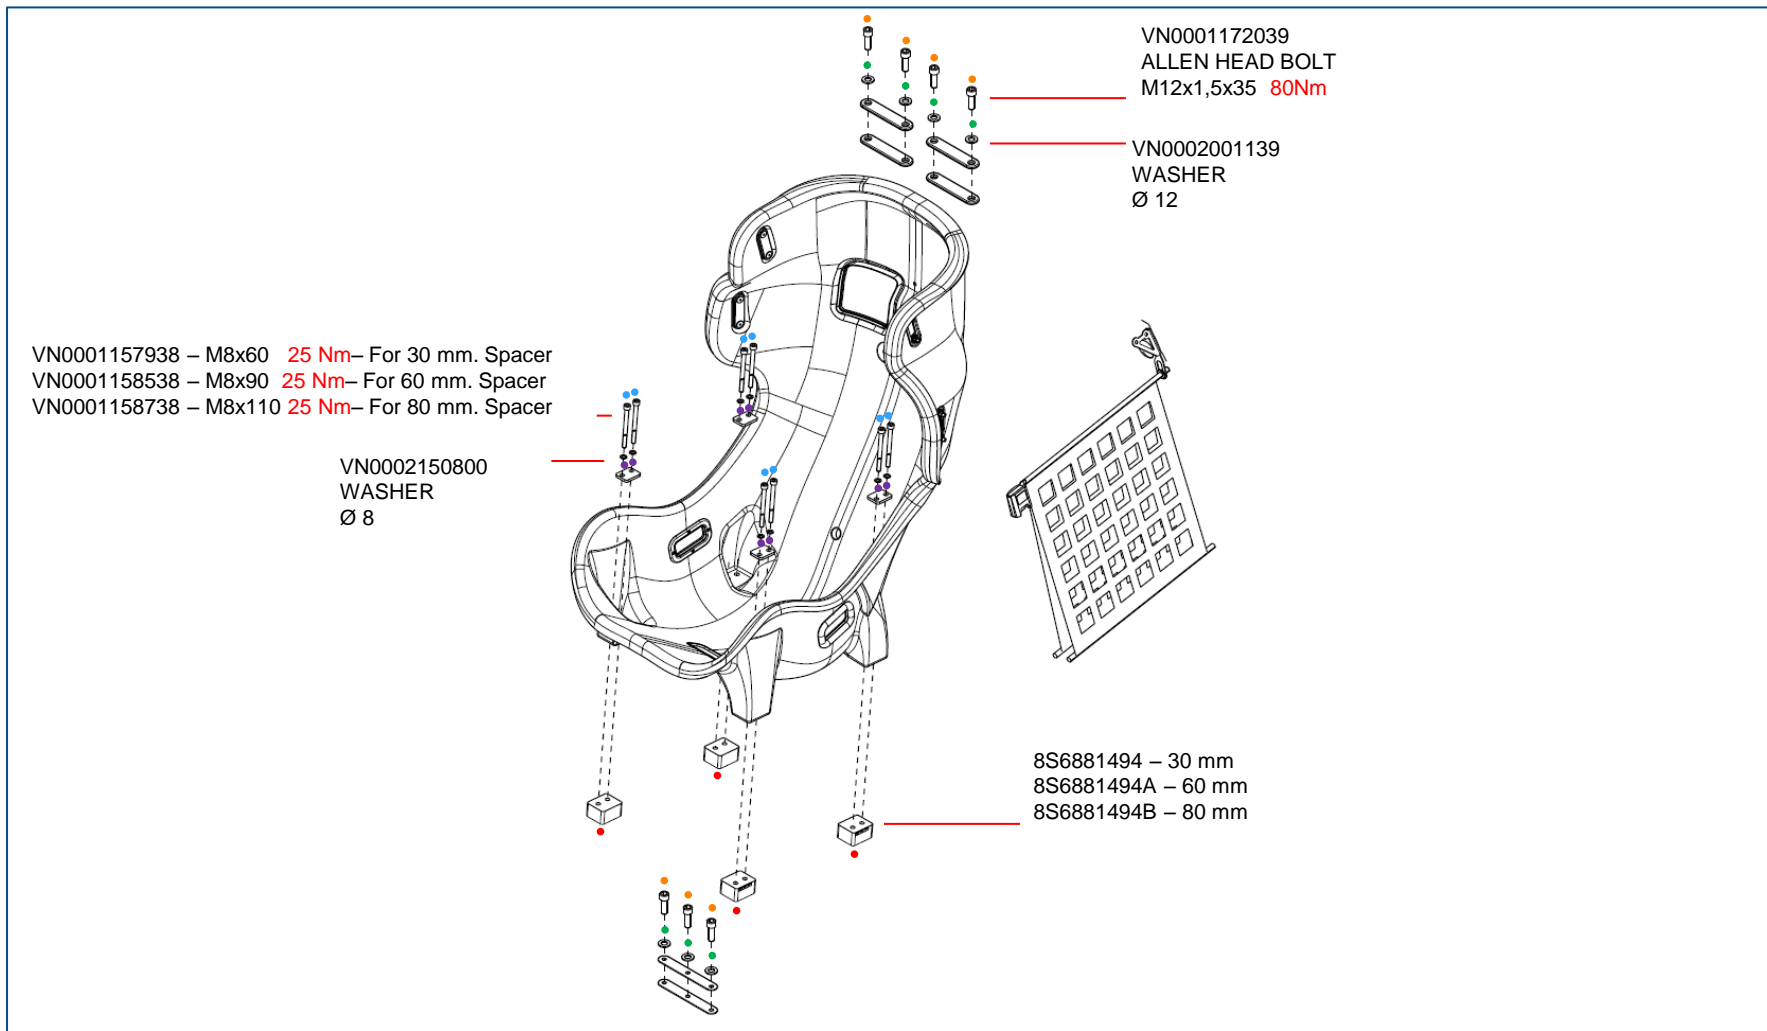 VN0001172039
ALLEN HEAD BOLT
M12x1,5x35 80Nm
VN0002001139
WASHER
Ø 12
VN0001157938 – M8x60 25 Nm– For 30 mm. Spacer
VN0001158538 – M8x90 25 Nm– For 60 mm. Spacer
VN0001158738 – M8x110 25 Nm– For 80 mm. Spacer
VN0002150800
WASHER
Ø 8
8S6881494 – 30 mm
8S6881494A – 60 mm
8S6881494B – 80 mm